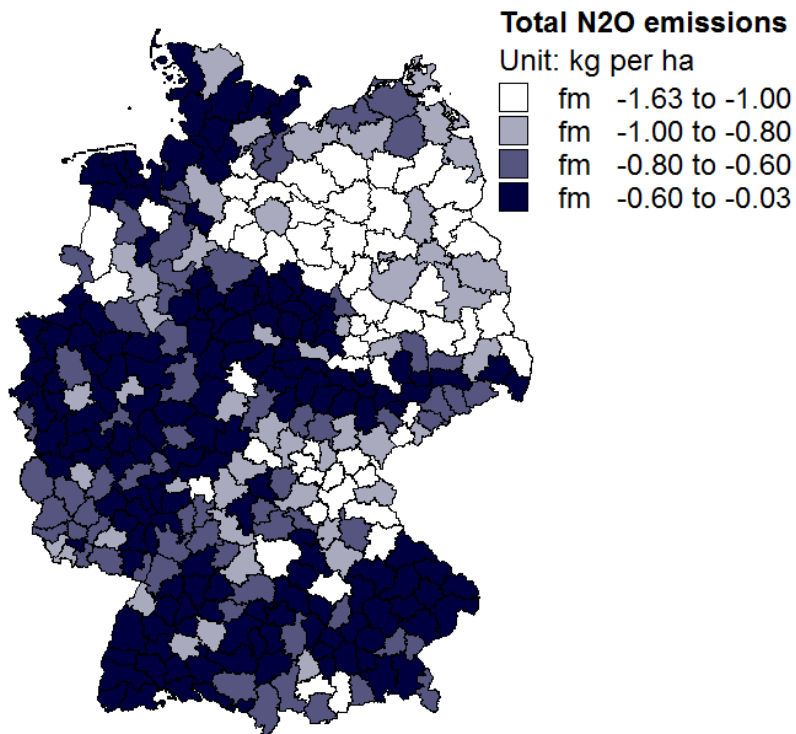 Total N2O emissions
Unit: kg per ha
fm -1.63 to -1.00
fm -1.00 to -0.80
fm -0.80 to -0.60
fm -0.60 to -0.03